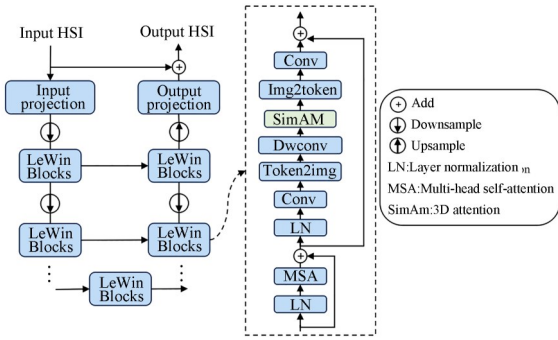 Input HSI
Output HSI
Input
projection
Output
projection
LeWin
Blocks
LeWin
Blocks
LeWin
Blocks
LeWin
Blocks
LeWin
Blocks
Conv
Img2token
SimAM
Dwconv
Token2img
Conv
LN
MSA
LN
Add
Downsample
Upsample
LN:Layer normalization
MSA:Multi-head self-attention
SimAm:3D attention